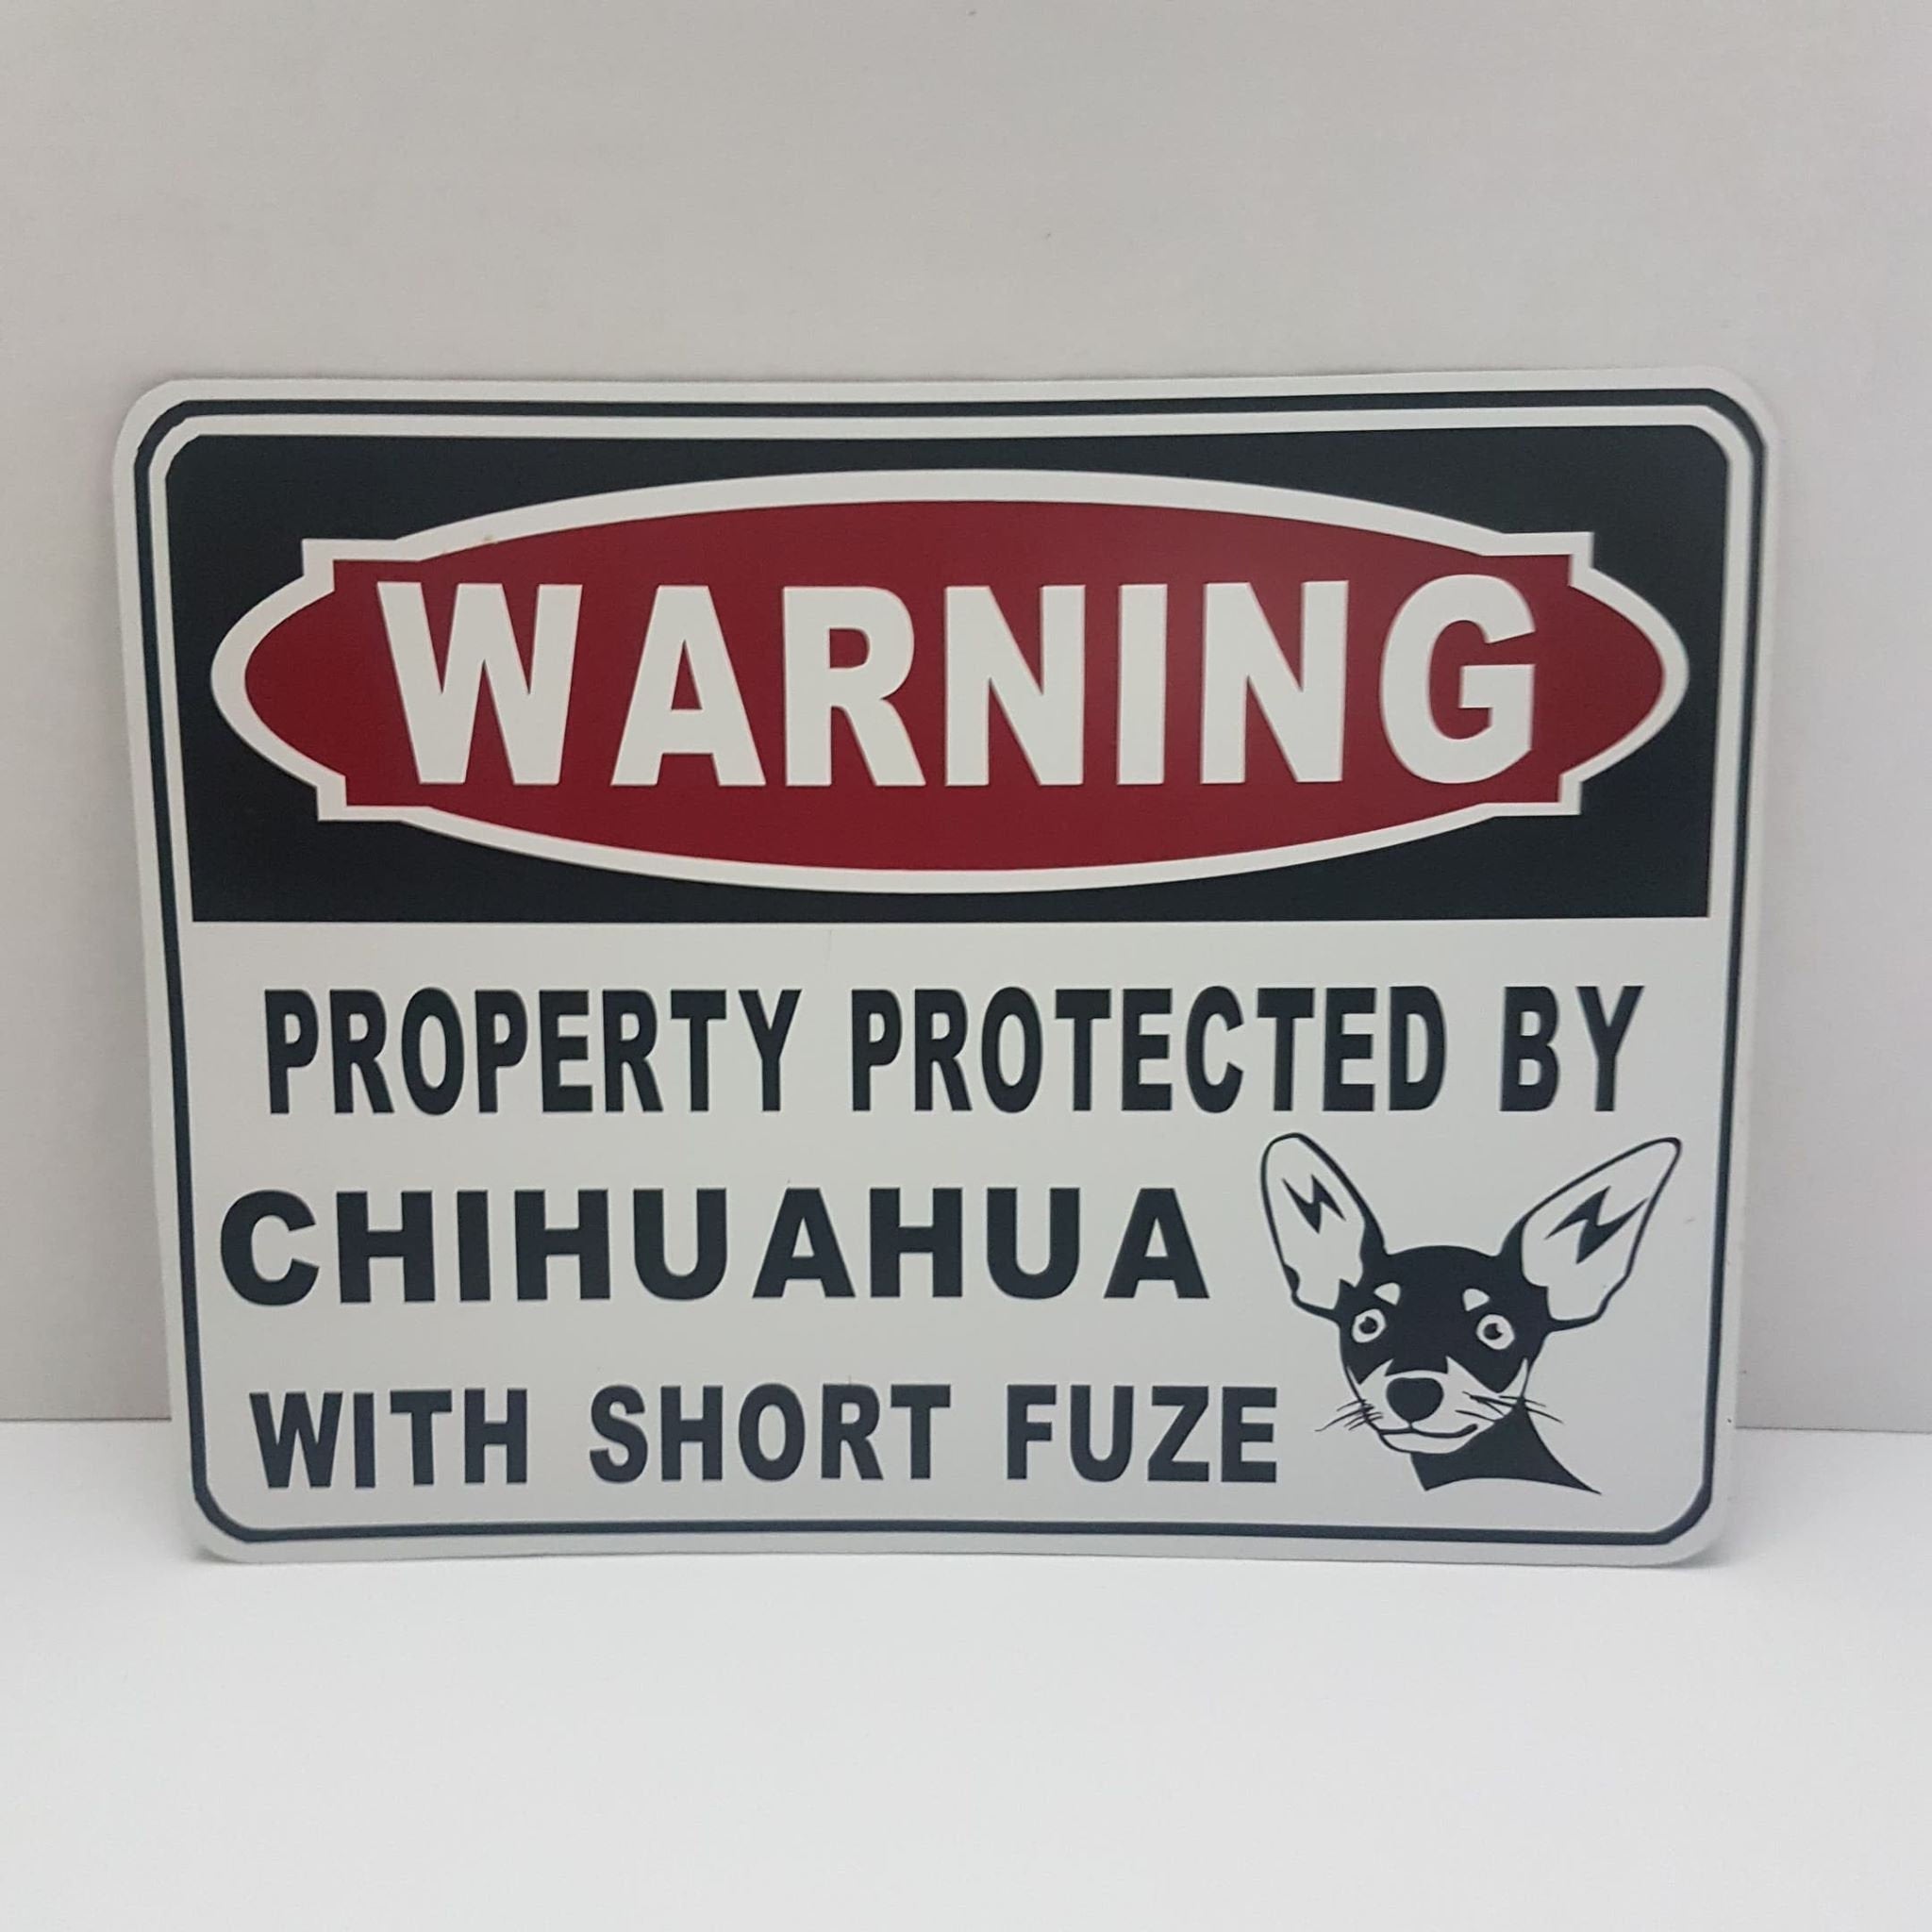 WARNING
PROPERTY PROTECTED BY
CHIHUAHUA
WITH SHORT FUZE